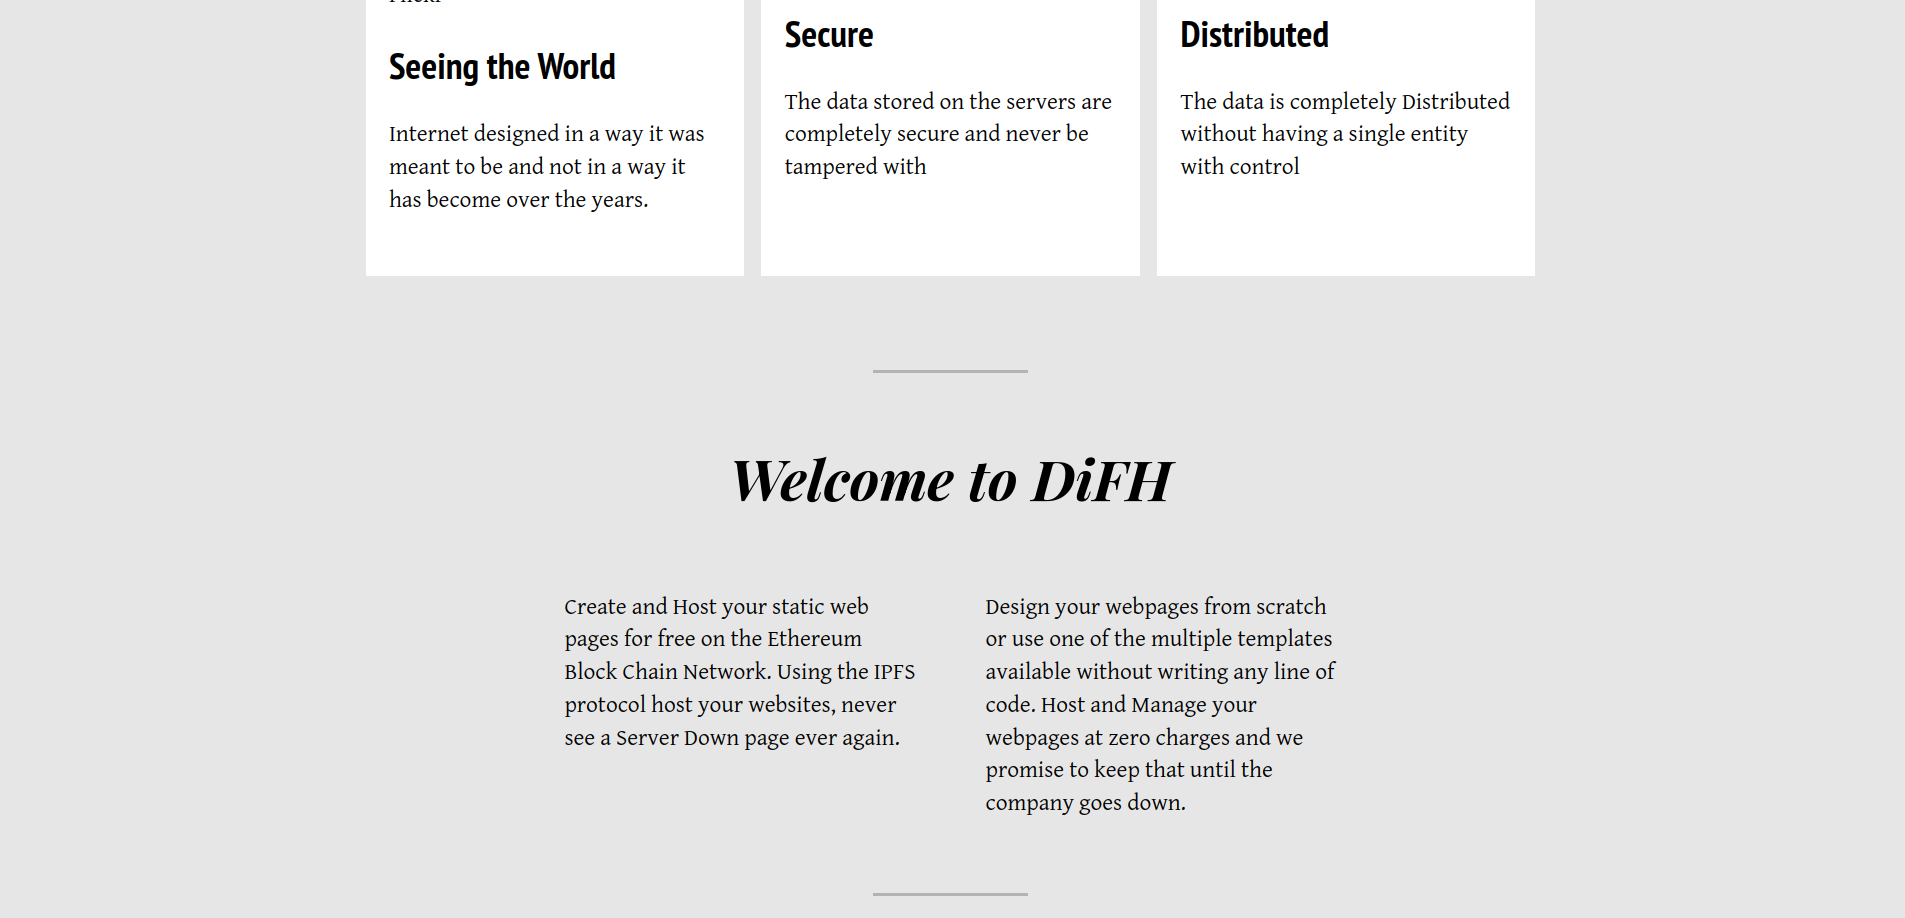 Seeing the World
Internet designed in a way it was
meant to be and not in a way it
has become over the years.
Secure
The data stored on the servers are
completely secure and never be
tampered with
Distributed
The data is completely Distributed
without having a single entity
with control
Welcome to DiFH
Create and Host your static web
pages for free on the Ethereum
Block Chain Network. Using the IPFS
protocol host your websites, never
see a Server Down page ever again.
Design your webpages from scratch
or use one of the multiple templates
available without writing any line of
code. Host and Manage your
webpages at zero charges and we
promise to keep that until the
company goes down.